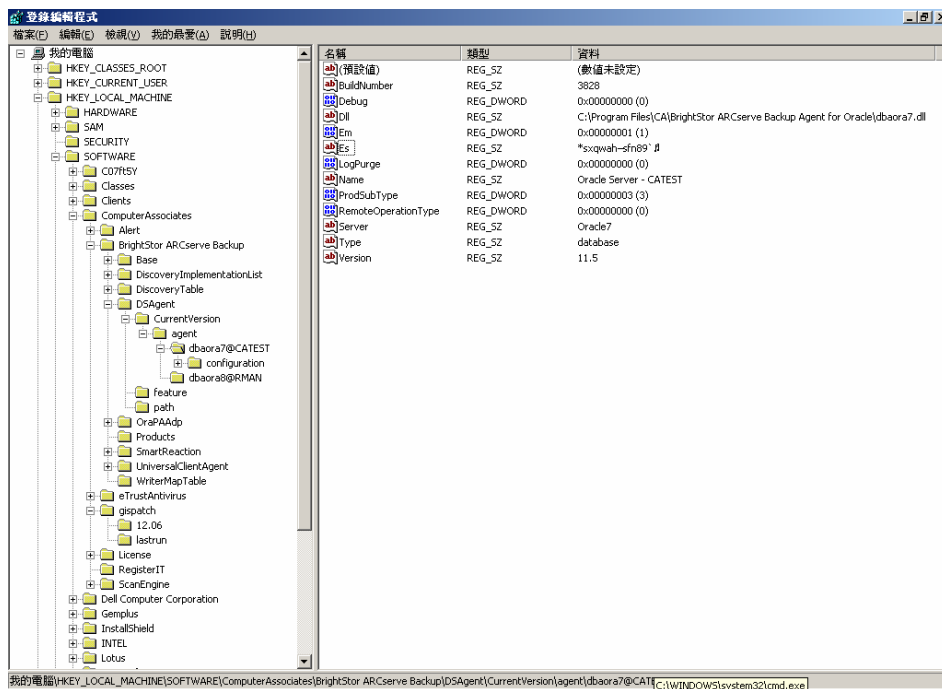 登錄編輯程式
檔案(F) 編輯(E) 檢視(V) 我的最愛(A) 說明(H)
我的電腦
HKEY_CLASSES_ROOT
HKEY_CURRENT_USER
HKEY_LOCAL_MACHINE
HARDWARE
SAM
SECURITY
SOFTWARE
C07ft5Y
Classes
Clients
ComputerAssociates
Alert
BrightStor ARCserve Backup
Base
DiscoveryImplementationList
DiscoveryTable
DSAgent
CurrentVersion
agent
dbaora7@CATEST
configuration
dbaora8@RMAN
feature
path
OraPAAdp
Products
SmartReaction
UniversalClientAgent
WriterMapTable
eTrustAntivirus
gispatch
12.06
lastrun
License
RegisterIT
ScanEngine
Dell Computer Corporation
Gemplus
InstallShield
INTEL
Lotus
名稱 類型 資料
(預設值) REG_SZ (數值未設定)
BuildNumber REG_SZ 3828
Debug REG_DWORD 0x00000000 (0)
Dll REG_SZ C:\Program Files\CA\BrightStor ARCserve Backup Agent for Oracle\dbaora7.dll
Em REG_DWORD 0x00000001 (1)
Es REG_SZ *sxqwah~sfn89`
LogPurge REG_DWORD 0x00000000 (0)
Name REG_SZ Oracle Server - CATEST
ProdSubType REG_DWORD 0x00000003 (3)
RemoteOperationType REG_DWORD 0x00000000 (0)
Server REG_SZ Oracle7
Type REG_SZ database
Version REG_SZ 11.5
我的電腦\HKEY_LOCAL_MACHINE\SOFTWARE\ComputerAssociates\BrightStor ARCserve Backup\DSAgent\CurrentVersion\agent\dbaora7@CATE
C:\WINDOWS\system32\cmd.exe